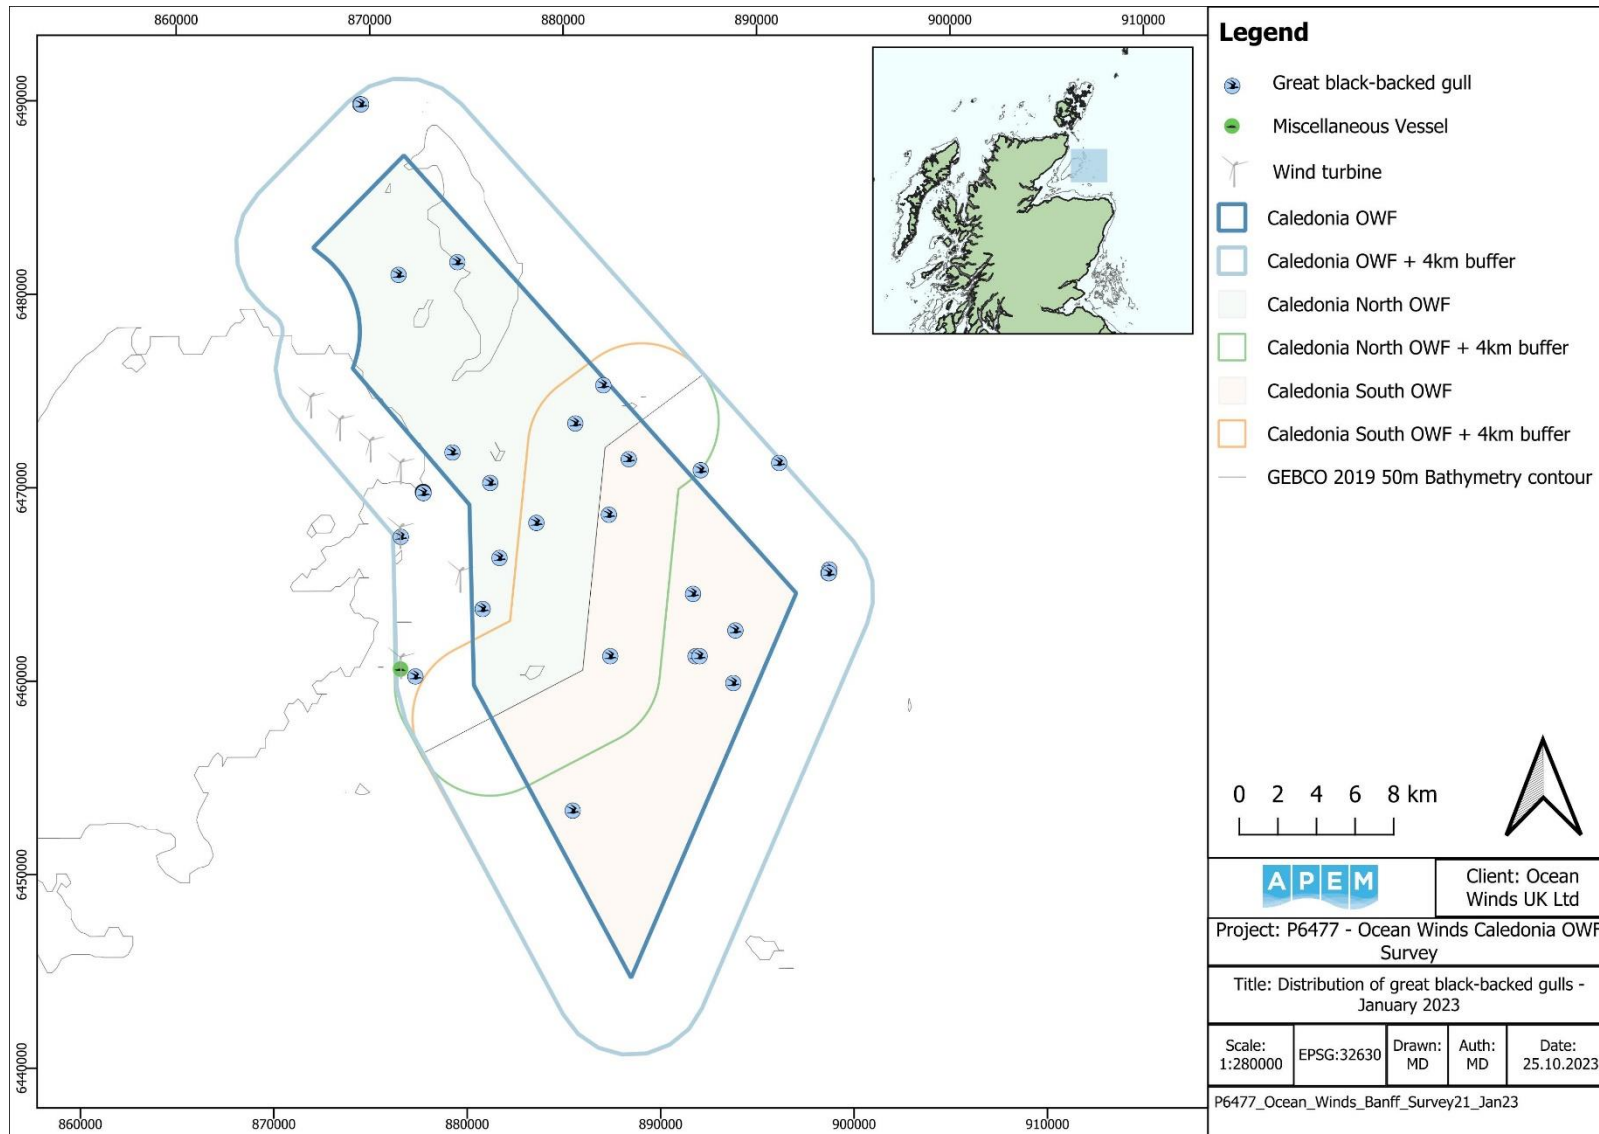 860000 870000 880000 890000 900000 910000
6490000
6480000
6470000
6460000
6450000
6440000
860000 870000 880000 890000 900000 910000
Legend
Great black-backed gull
Miscellaneous Vessel
Wind turbine
Caledonia OWF
Caledonia OWF + 4km buffer
Caledonia North OWF
Caledonia North OWF + 4km buffer
Caledonia South OWF
Caledonia South OWF + 4km buffer
GEBCO 2019 50m Bathymetry contour
0 2 4 6 8 km
APEM
Client: Ocean
Winds UK Ltd
Project: P6477 - Ocean Winds Caledonia OWF
Survey
Title: Distribution of great black-backed gulls -
January 2023
Scale:
1:280000
EPSG:32630
Drawn:
MD
Auth:
MD
Date:
25.10.2023
P6477_Ocean_Winds_Banff_Survey21_Jan23